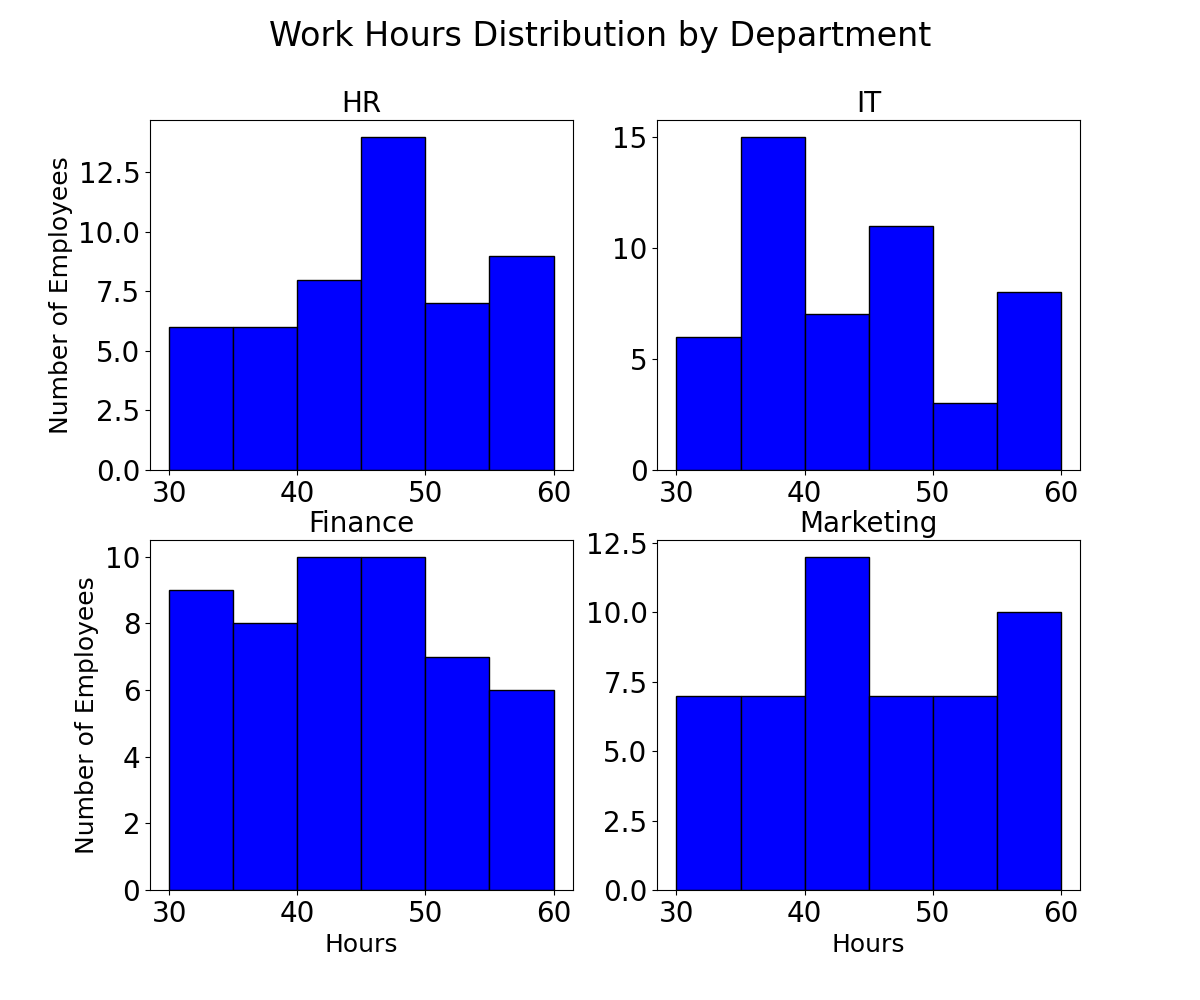 Work Hours Distribution by Department
HR
Number of Employees
12.5
10.0
7.5
5.0
2.5
0.0
30 40 50 60
IT
15
10
5
0
30 40 50 60
Finance
Number of Employees
10
8
6
4
2
0
30 40 50 60
Hours
Marketing
12.5
10.0
7.5
5.0
2.5
0.0
30 40 50 60
Hours